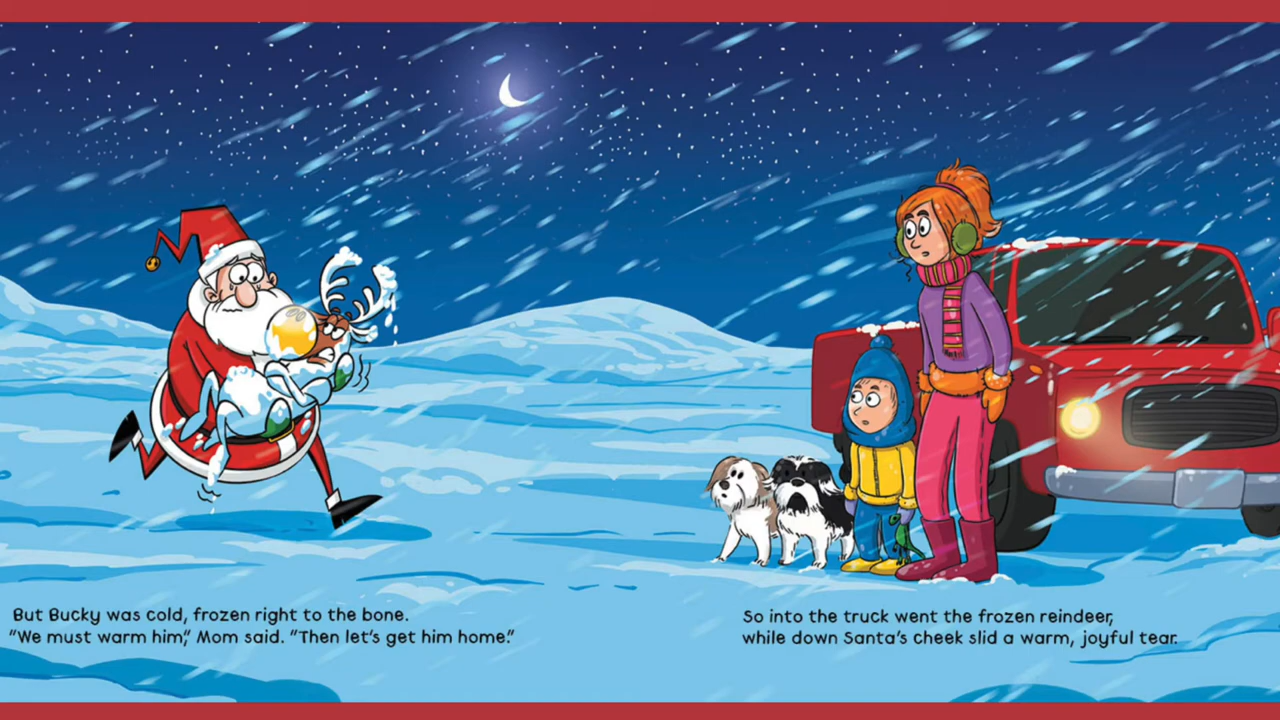 But Bucky was cold, frozen right to the bone.
“We must warm him,” Mom said. “Then let’s get him home.”
So into the truck went the frozen reindeer,
while down Santa’s cheek slid a warm, joyful tear.